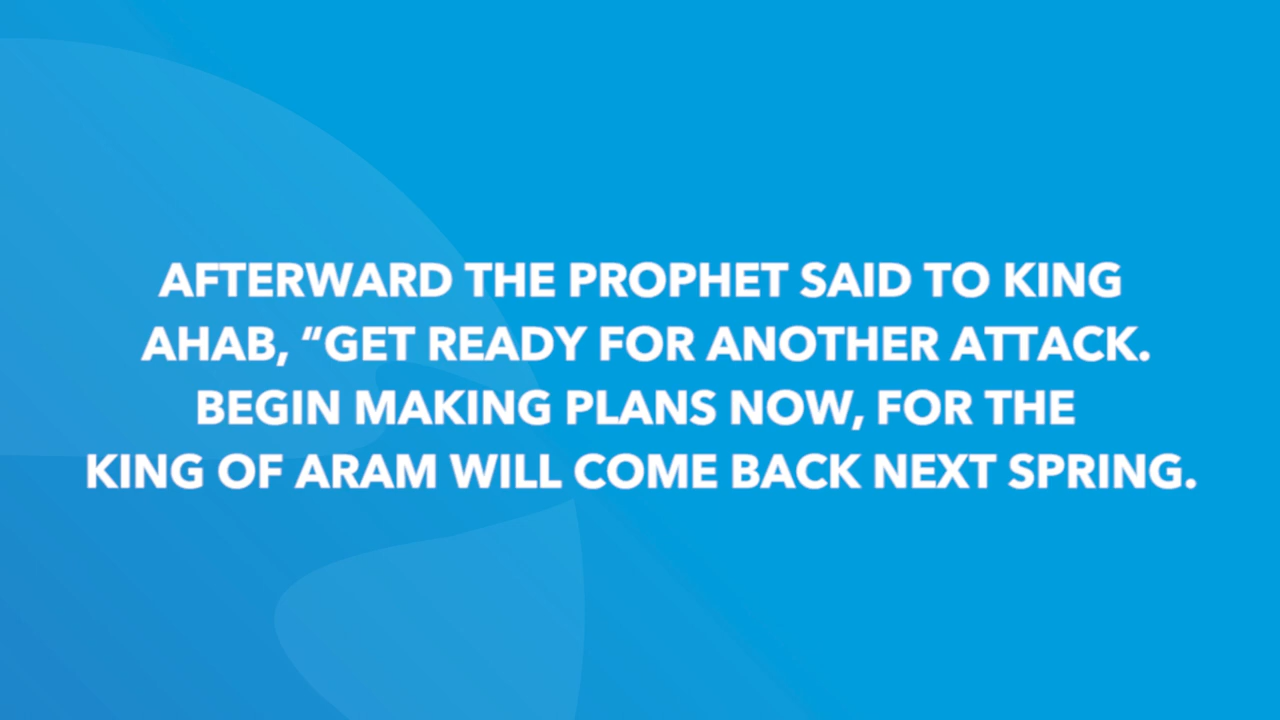 AFTERWARD THE PROPHET SAID TO KING
AHAB, “GET READY FOR ANOTHER ATTACK.
BEGIN MAKING PLANS NOW, FOR THE
KING OF ARAM WILL COME BACK NEXT SPRING.